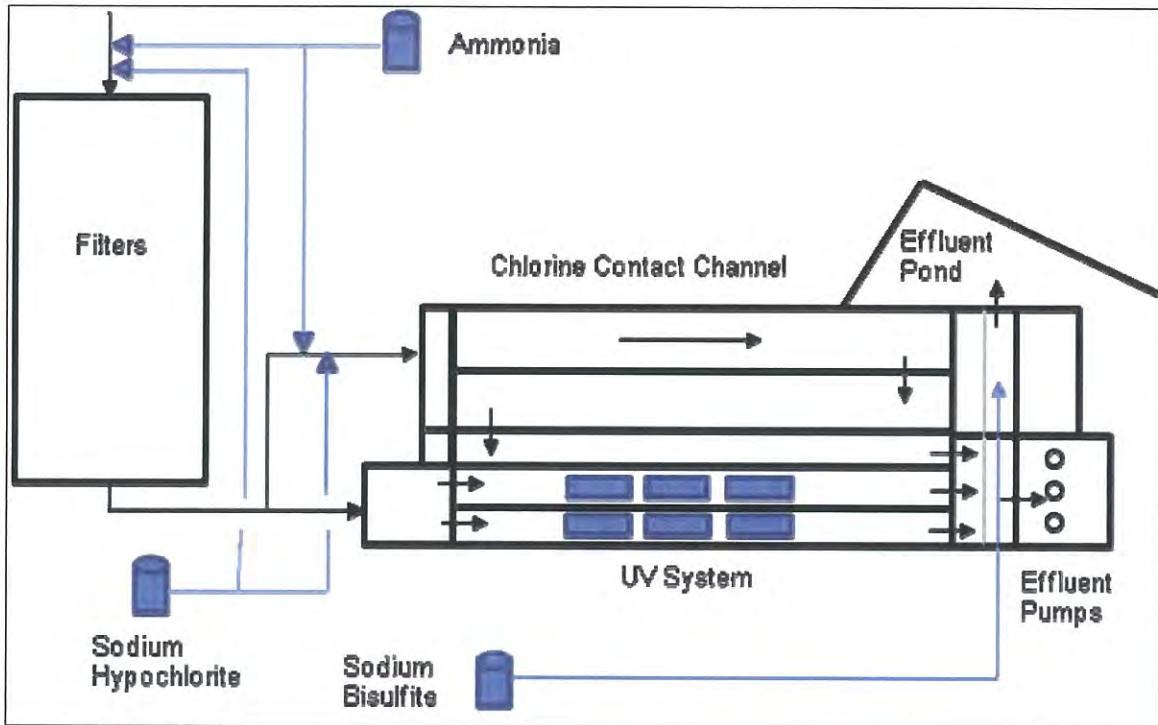 Ammonia
Filters
Effluent
Pond
Chlorine Contact Channel
UV System
Effluent
Pumps
Sodium
Hypochlorite
Sodium
Bisulfite